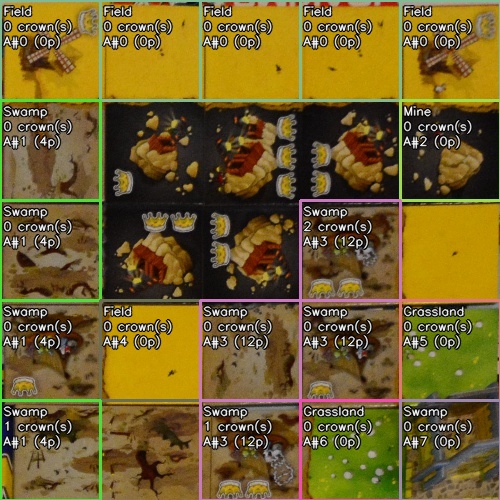 Field
0 crown(s)
A#0 (0p)
Field
0 crown(s)
A#0 (0p)
Field
0 crown(s)
A#0 (0p)
Field
0 crown(s)
A#0 (0p)
Field
0 crown(s)
A#0 (0p)
Swamp
0 crown(s)
A#1 (4p)
Mine
0 crown(s)
A#2 (0p)
Swamp
0 crown(s)
A#1 (4p)
Swamp
2 crown(s)
A#3 (12p)
Swamp
0 crown(s)
A#1 (4p)
Field
0 crown(s)
A#4 (0p)
Swamp
0 crown(s)
A#3 (12p)
Swamp
0 crown(s)
A#3 (12p)
Grassland
0 crown(s)
A#5 (0p)
Swamp
1 crown(s)
A#1 (4p)
Swamp
1 crown(s)
A#3 (12p)
Grassland
0 crown(s)
A#6 (0p)
Swamp
0 crown(s)
A#7 (0p)